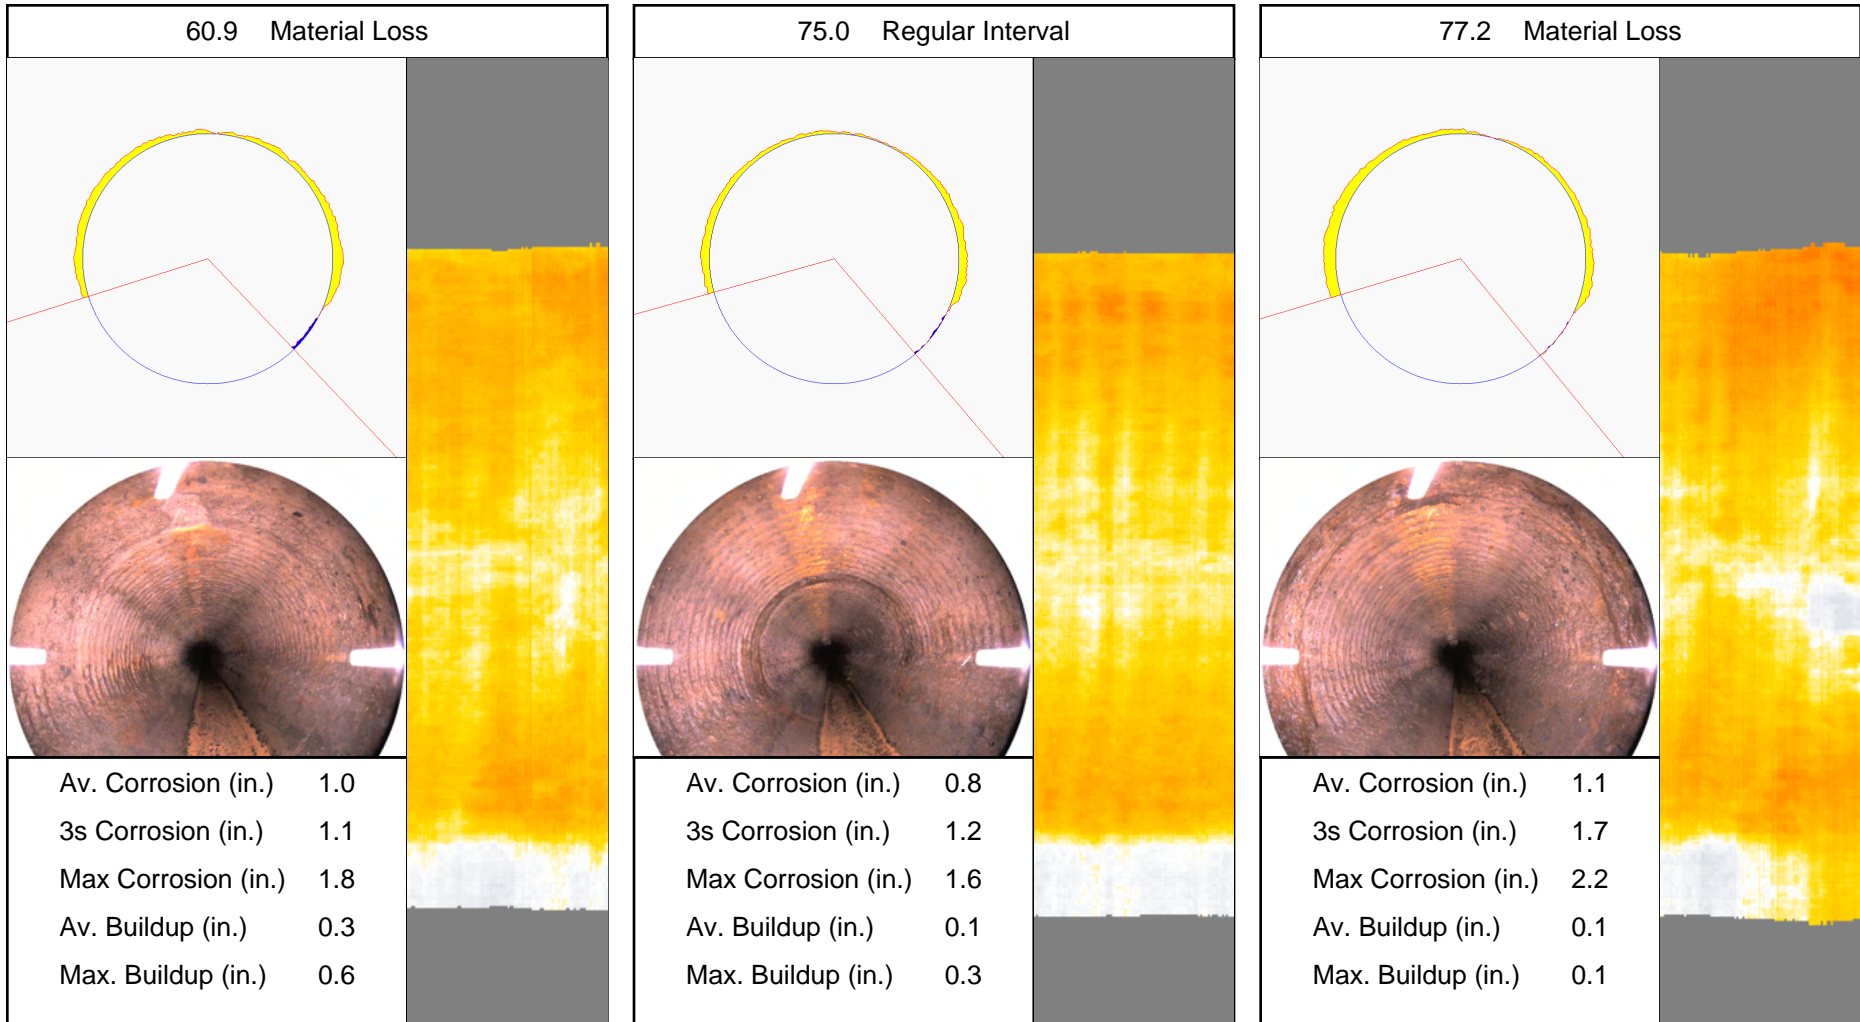 60.9 Material Loss
Av. Corrosion (in.) 1.0
3s Corrosion (in.) 1.1
Max Corrosion (in.) 1.8
Av. Buildup (in.) 0.3
Max. Buildup (in.) 0.6
75.0 Regular Interval
Av. Corrosion (in.) 0.8
3s Corrosion (in.) 1.2
Max Corrosion (in.) 1.6
Av. Buildup (in.) 0.1
Max. Buildup (in.) 0.3
77.2 Material Loss
Av. Corrosion (in.) 1.1
3s Corrosion (in.) 1.7
Max Corrosion (in.) 2.2
Av. Buildup (in.) 0.1
Max. Buildup (in.) 0.1